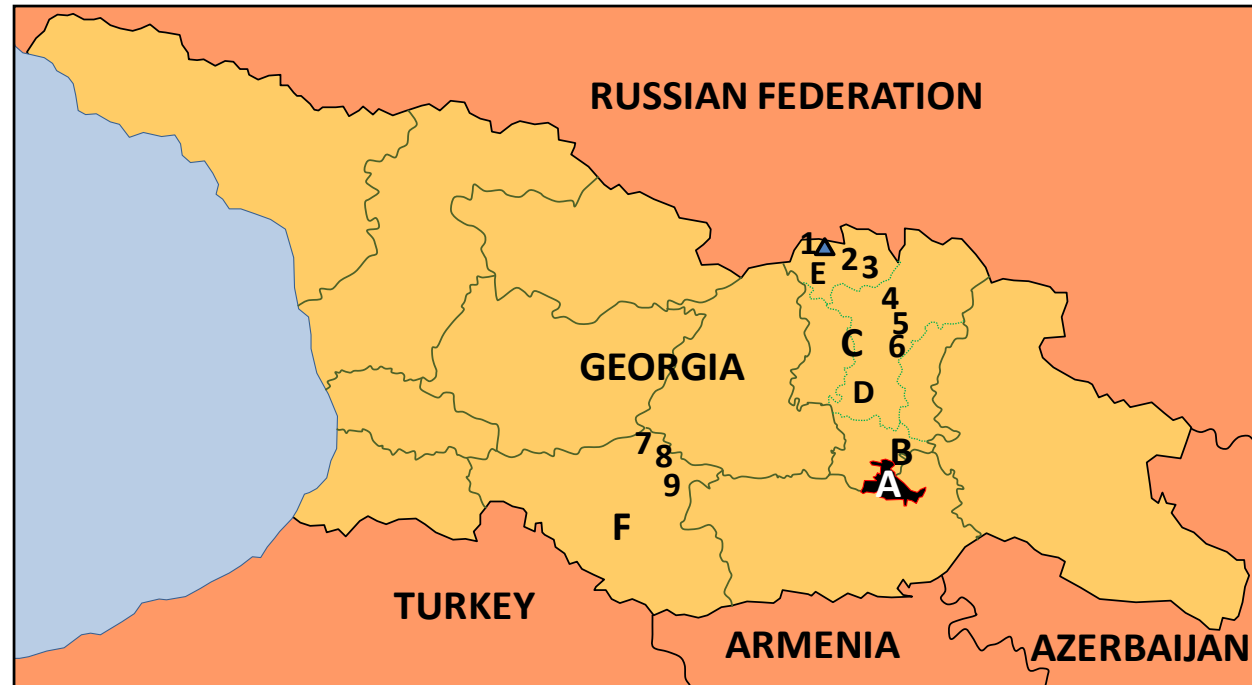 RUSSIAN FEDERATION
1
2
3
E
4
5
6
C
GEORGIA
D
7
8
B
9
A
F
TURKEY
ARMENIA
AZERBAIJAN